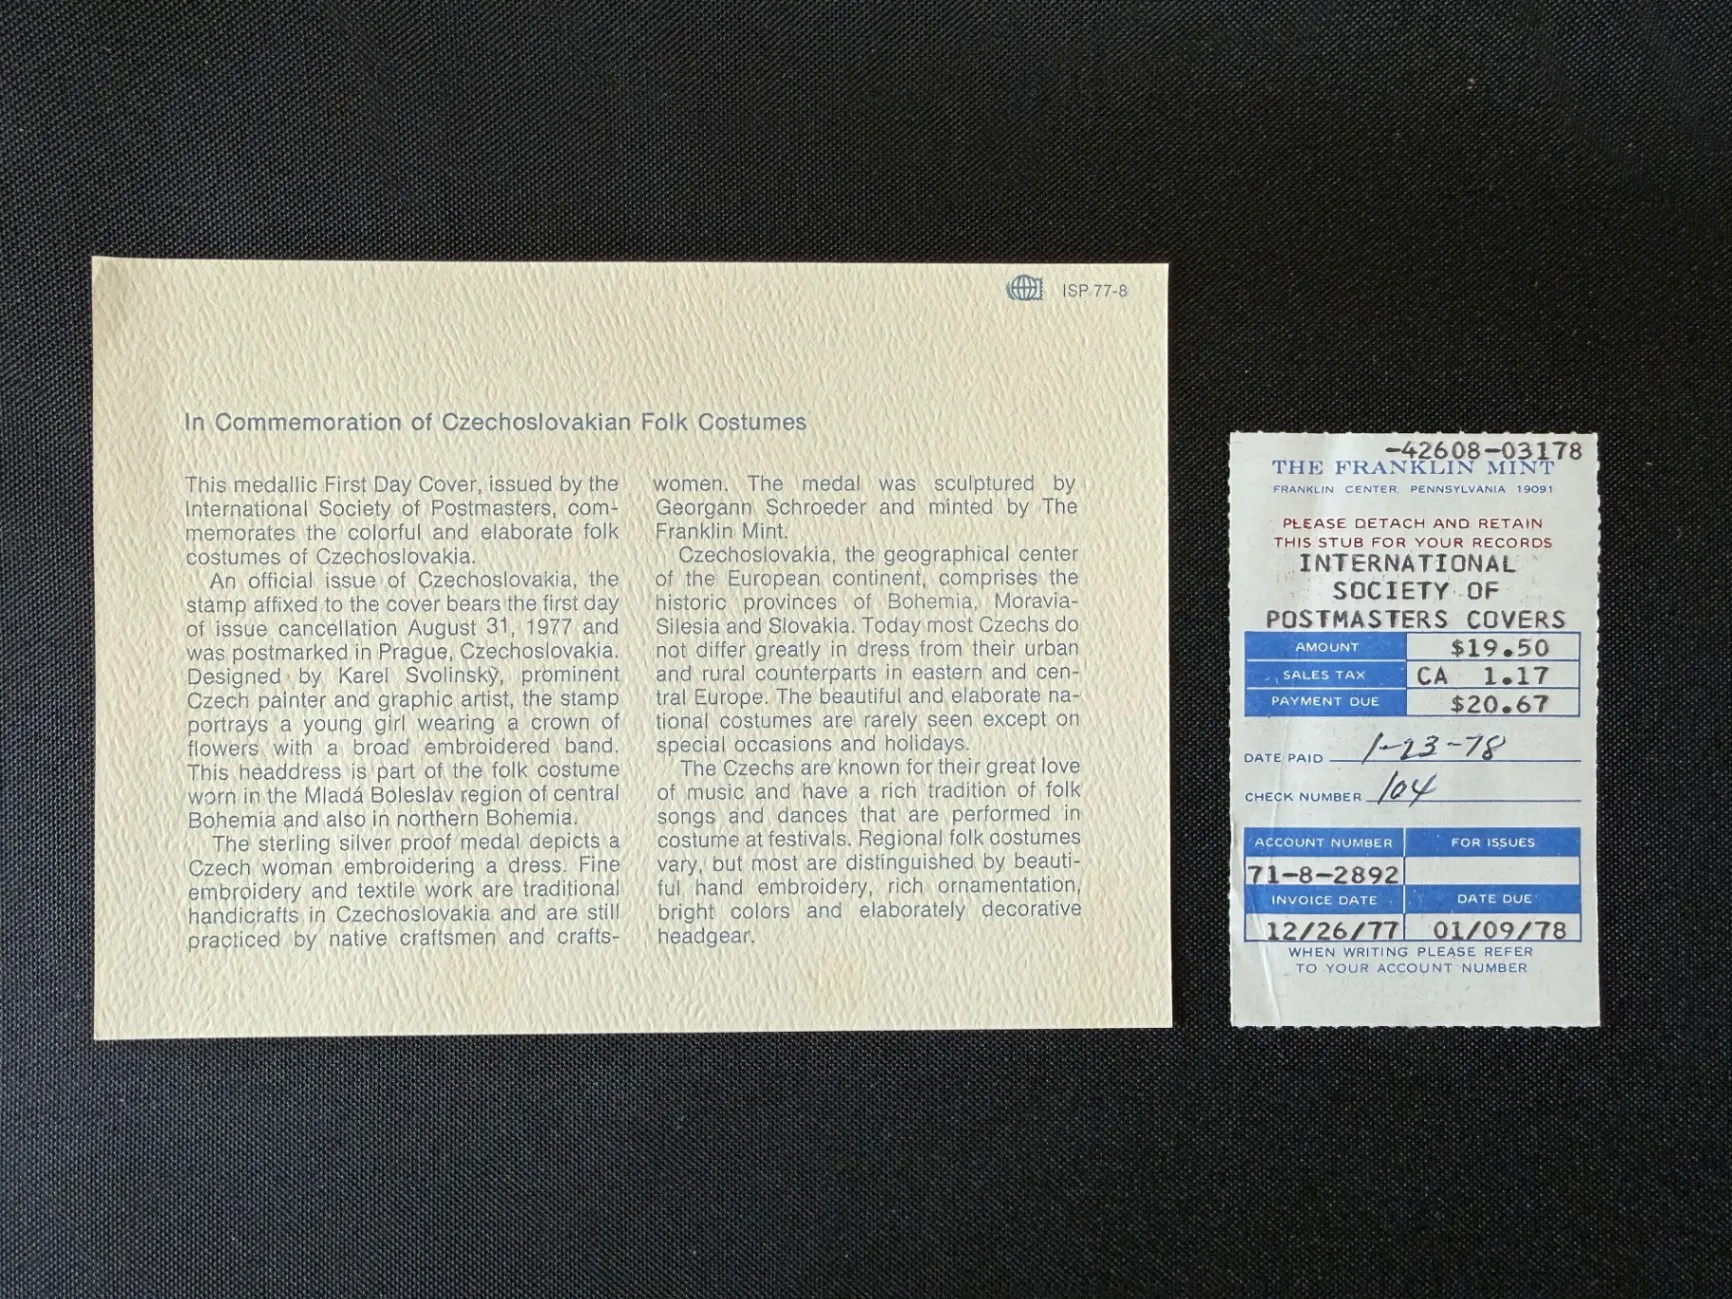 ISP 77-8
In Commemoration of Czechoslovakian Folk Costumes
This medallic First Day Cover, issued by the
International Society of Postmasters, com-
memorates the colorful and elaborate folk
costumes of Czechoslovakia.
An official issue of Czechoslovakia, the
stamp affixed to the cover bears the first day
of issue cancellation August 31, 1977 and
was postmarked in Prague, Czechoslovakia.
Designed by Karel Svolinský, prominent
Czech painter and graphic artist, the stamp
portrays a young girl wearing a crown of
flowers with a broad embroidered band.
This headdress is part of the folk costume
worn in the Mladá Boleslav region of central
Bohemia and also in northern Bohemia.
The sterling silver proof medal depicts a
Czech woman embroidering a dress. Fine
embroidery and textile work are traditional
handicrafts in Czechoslovakia and are still
practiced by native craftsmen and crafts-
women. The medal was sculptured by
Georgann Schroeder and minted by The
Franklin Mint.
Czechoslovakia, the geographical center
of the European continent, comprises the
historic provinces of Bohemia, Moravia-
Silesia and Slovakia. Today most Czechs do
not differ greatly in dress from their urban
and rural counterparts in eastern and cen-
tral Europe. The beautiful and elaborate na-
tional costumes are rarely seen except on
special occasions and holidays.
The Czechs are known for their great love
of music and have a rich tradition of folk
songs and dances that are performed in
costume at festivals. Regional folk costumes
vary, but most are distinguished by beauti-
ful hand embroidery, rich ornamentation,
bright colors and elaborately decorative
headgear.
-42608-03178
THE FRANKLIN MINT
FRANKLIN CENTER, PENNSYLVANIA 19091
PLEASE DETACH AND RETAIN
THIS STUB FOR YOUR RECORDS
INTERNATIONAL
SOCIETY OF
POSTMASTERS COVERS
AMOUNT $19.50
SALES TAX CA 1.17
PAYMENT DUE $20.67
DATE PAID 1-23-78
CHECK NUMBER 104
ACCOUNT NUMBER FOR ISSUES
71-8-2892
INVOICE DATE DATE DUE
12/26/77 01/09/78
WHEN WRITING PLEASE REFER
TO YOUR ACCOUNT NUMBER